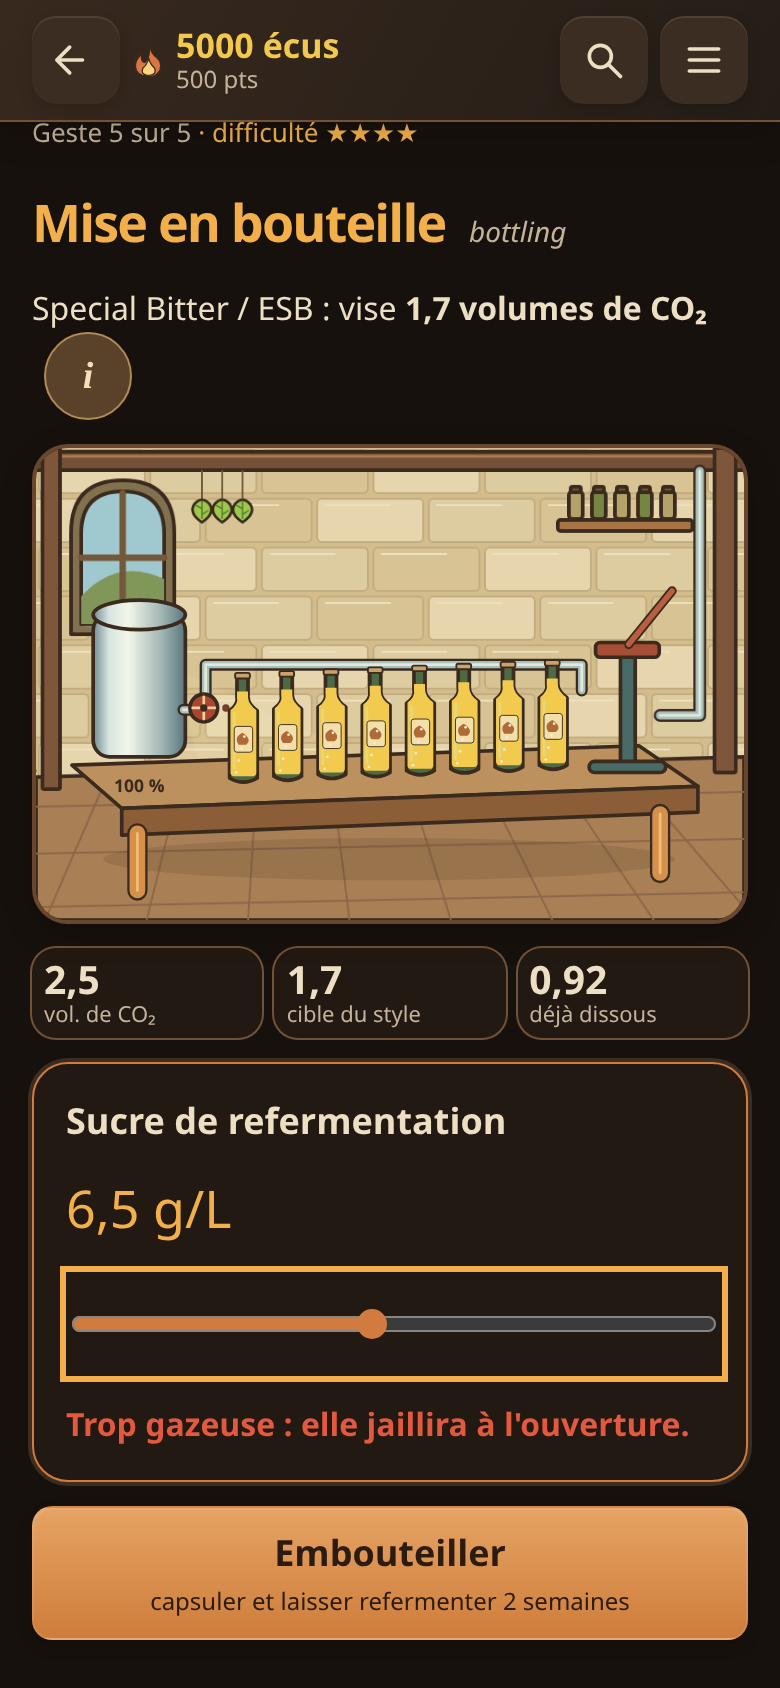 5000 écus
500 pts
Geste 5 sur 5 · difficulté ★★★★
Mise en bouteille bottling
Special Bitter / ESB : vise 1,7 volumes de CO₂
i
100 %
2,5
vol. de CO₂
1,7
cible du style
0,92
déjà dissous
Sucre de refermentation
6,5 g/L
Trop gazeuse : elle jaillira à l'ouverture.
Embouteiller
capsuler et laisser refermenter 2 semaines